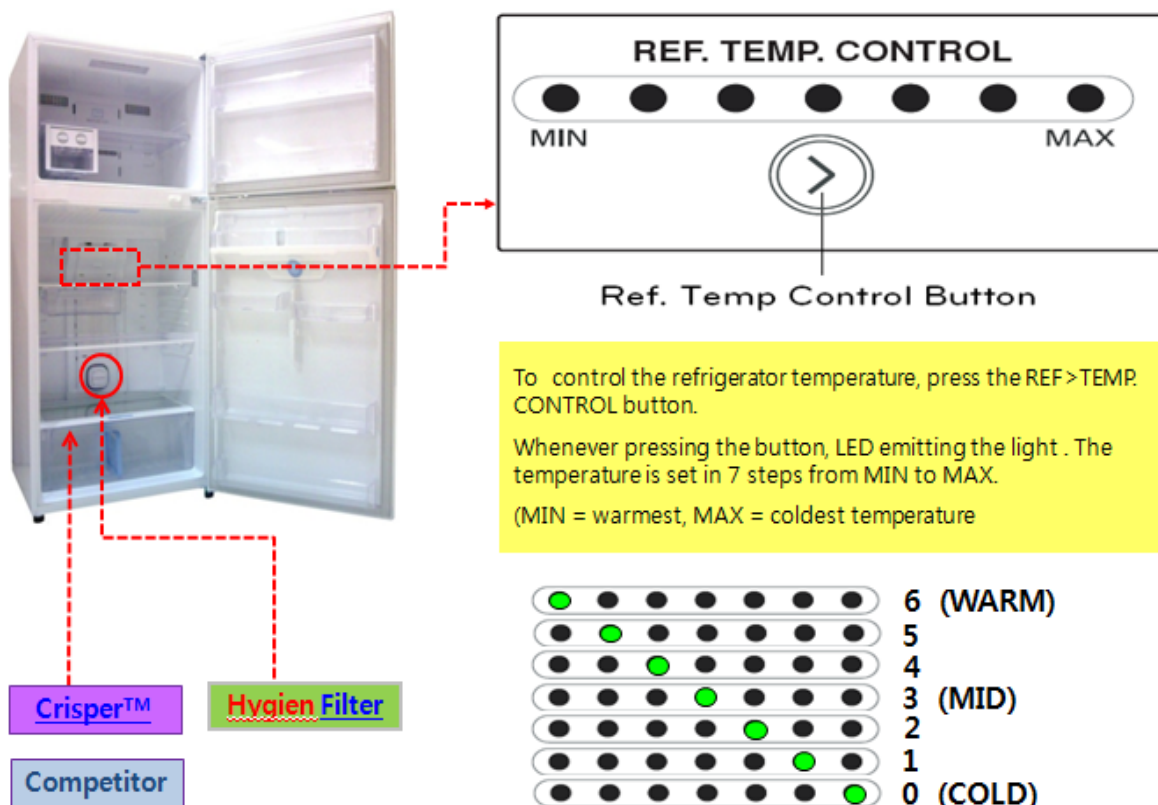 REF. TEMP. CONTROL
MIN
MAX
Ref. Temp Control Button
To control the refrigerator temperature, press the REF>TEMP.
CONTROL button.
Whenever pressing the button, LED emitting the light . The
temperature is set in 7 steps from MIN to MAX.
(MIN = warmest, MAX = coldest temperature
6 (WARM)
5
4
3 (MID)
2
1
0 (COLD)
Crisper™
Hygien Filter
Competitor